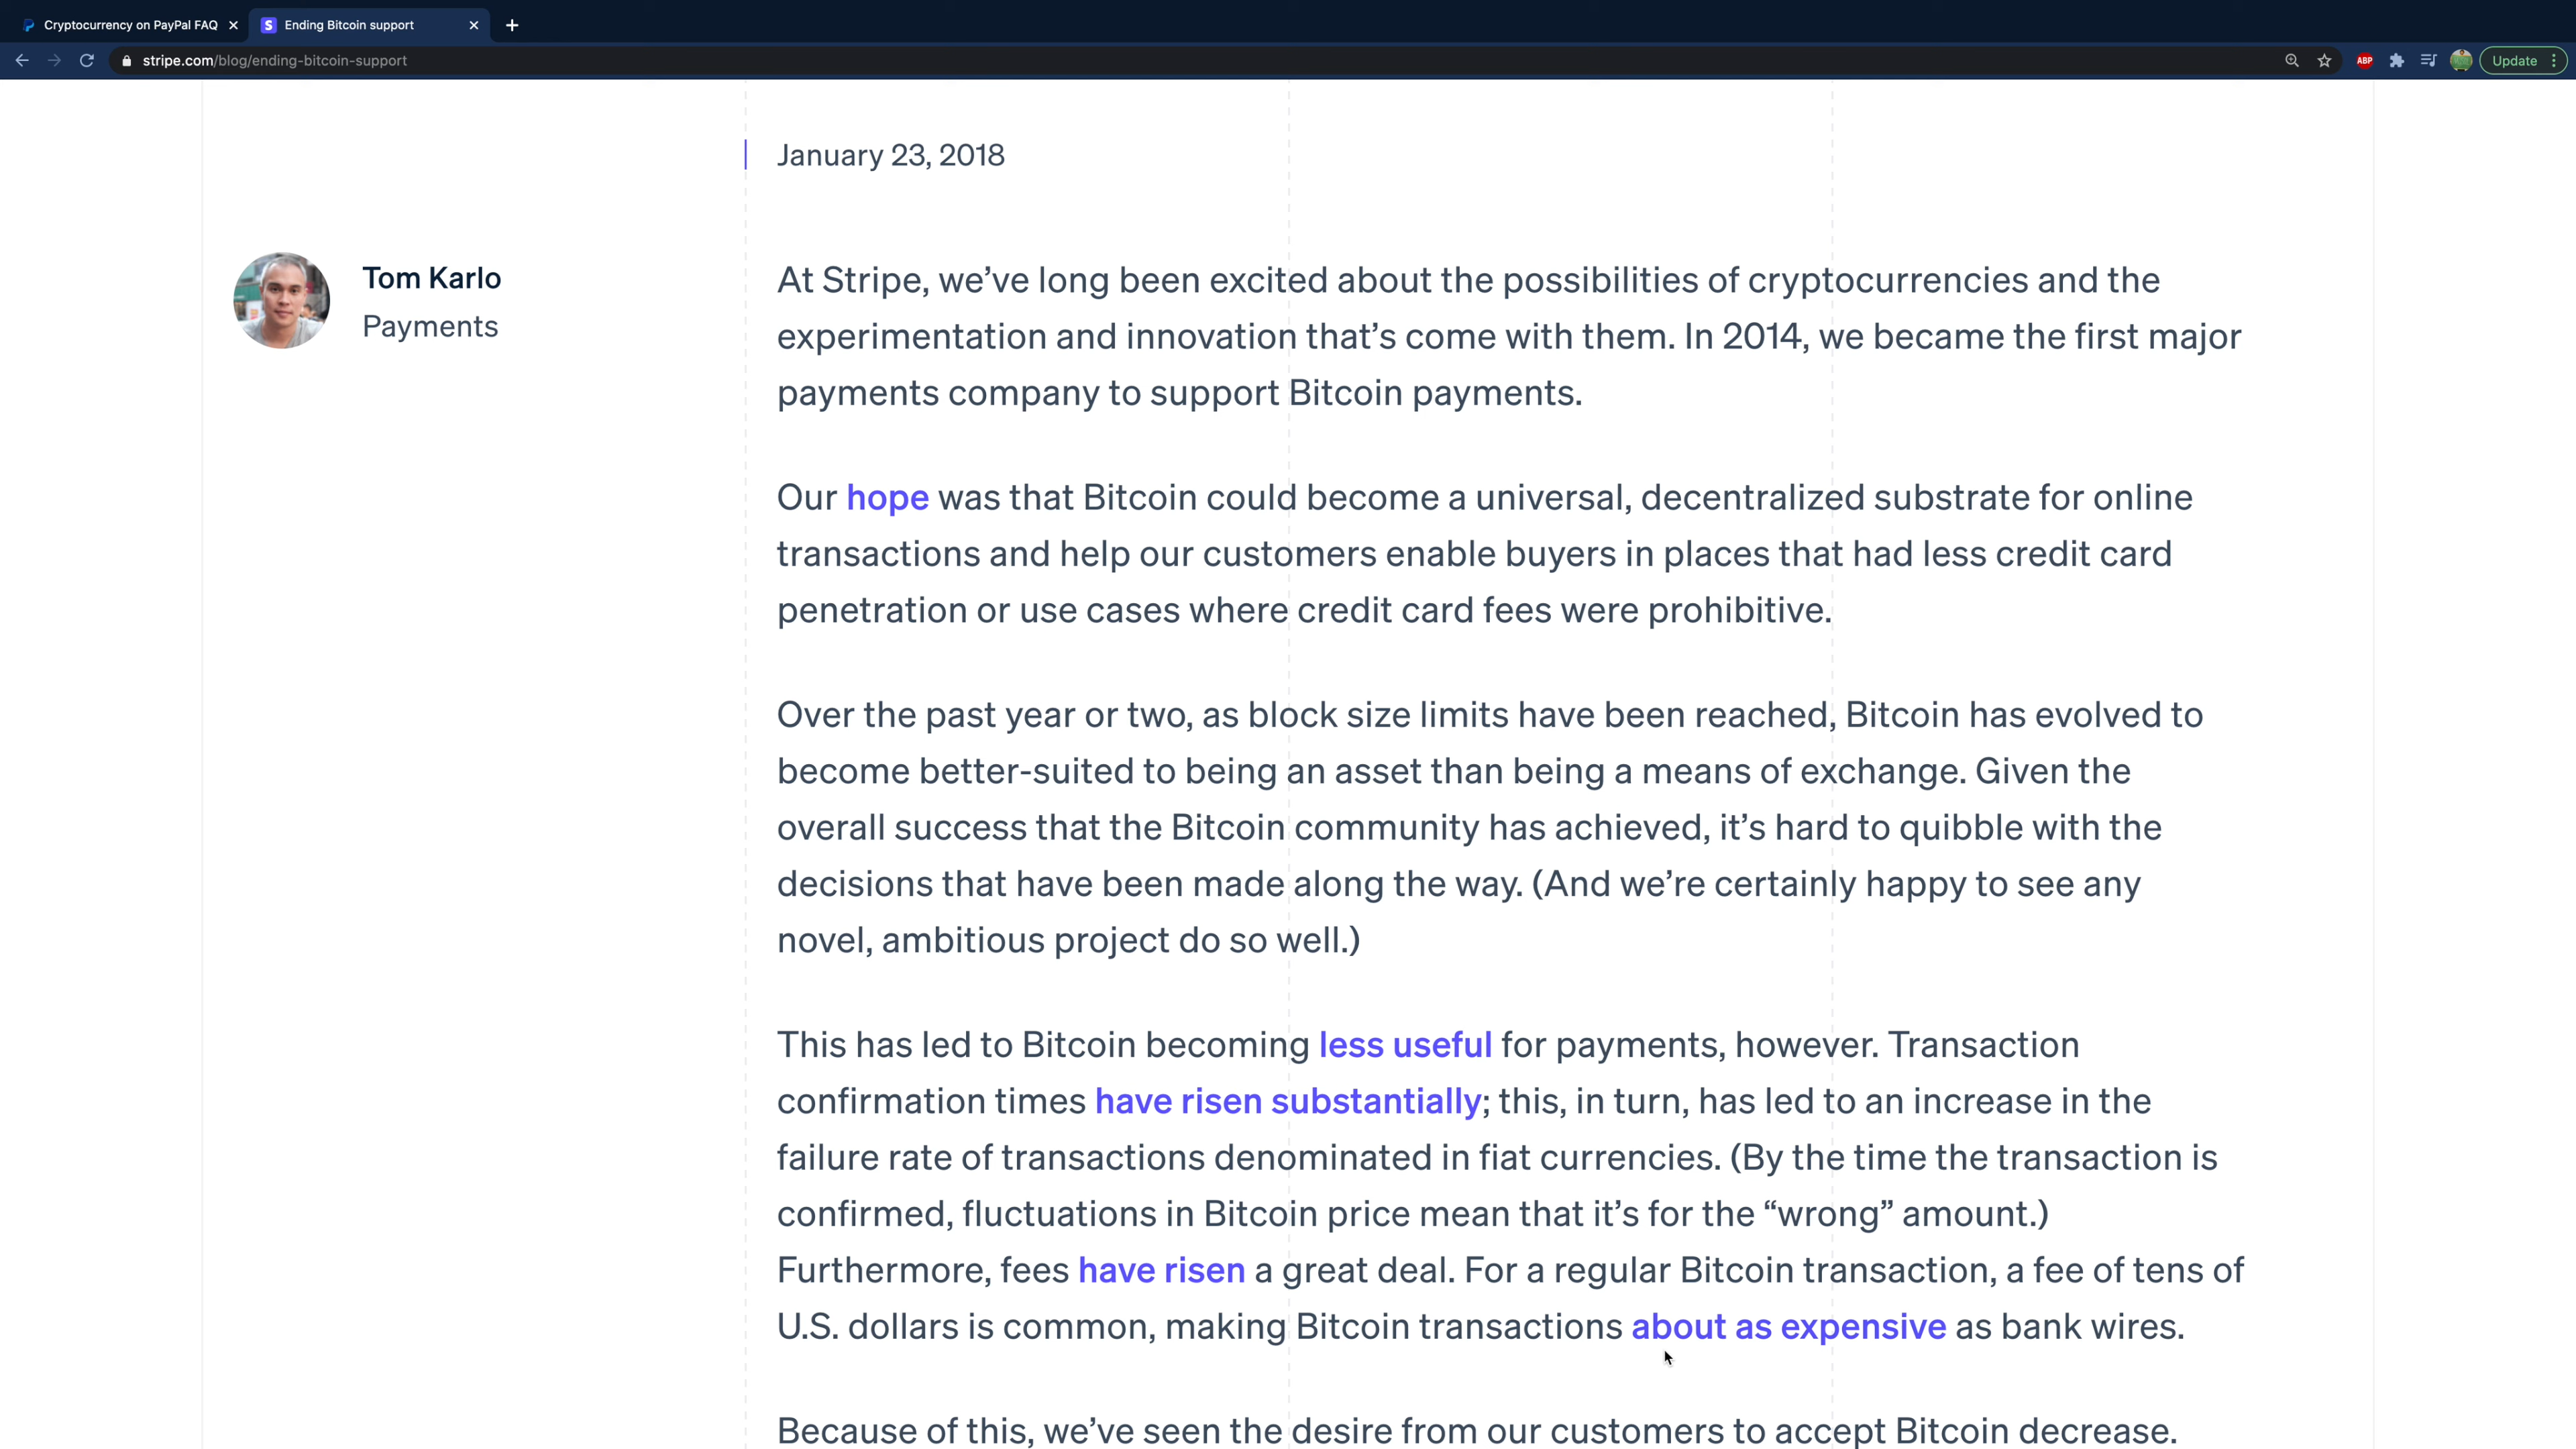 Cryptocurrency on PayPal FAQ
Ending Bitcoin support
stripe.com/blog/ending-bitcoin-support
ABP
Update
January 23, 2018
Tom Karlo
Payments
At Stripe, we’ve long been excited about the possibilities of cryptocurrencies and the
experimentation and innovation that’s come with them. In 2014, we became the first major
payments company to support Bitcoin payments.
Our hope was that Bitcoin could become a universal, decentralized substrate for online
transactions and help our customers enable buyers in places that had less credit card
penetration or use cases where credit card fees were prohibitive.
Over the past year or two, as block size limits have been reached, Bitcoin has evolved to
become better-suited to being an asset than being a means of exchange. Given the
overall success that the Bitcoin community has achieved, it’s hard to quibble with the
decisions that have been made along the way. (And we’re certainly happy to see any
novel, ambitious project do so well.)
This has led to Bitcoin becoming less useful for payments, however. Transaction
confirmation times have risen substantially; this, in turn, has led to an increase in the
failure rate of transactions denominated in fiat currencies. (By the time the transaction is
confirmed, fluctuations in Bitcoin price mean that it’s for the “wrong” amount.)
Furthermore, fees have risen a great deal. For a regular Bitcoin transaction, a fee of tens of
U.S. dollars is common, making Bitcoin transactions about as expensive as bank wires.
Because of this, we’ve seen the desire from our customers to accept Bitcoin decrease.